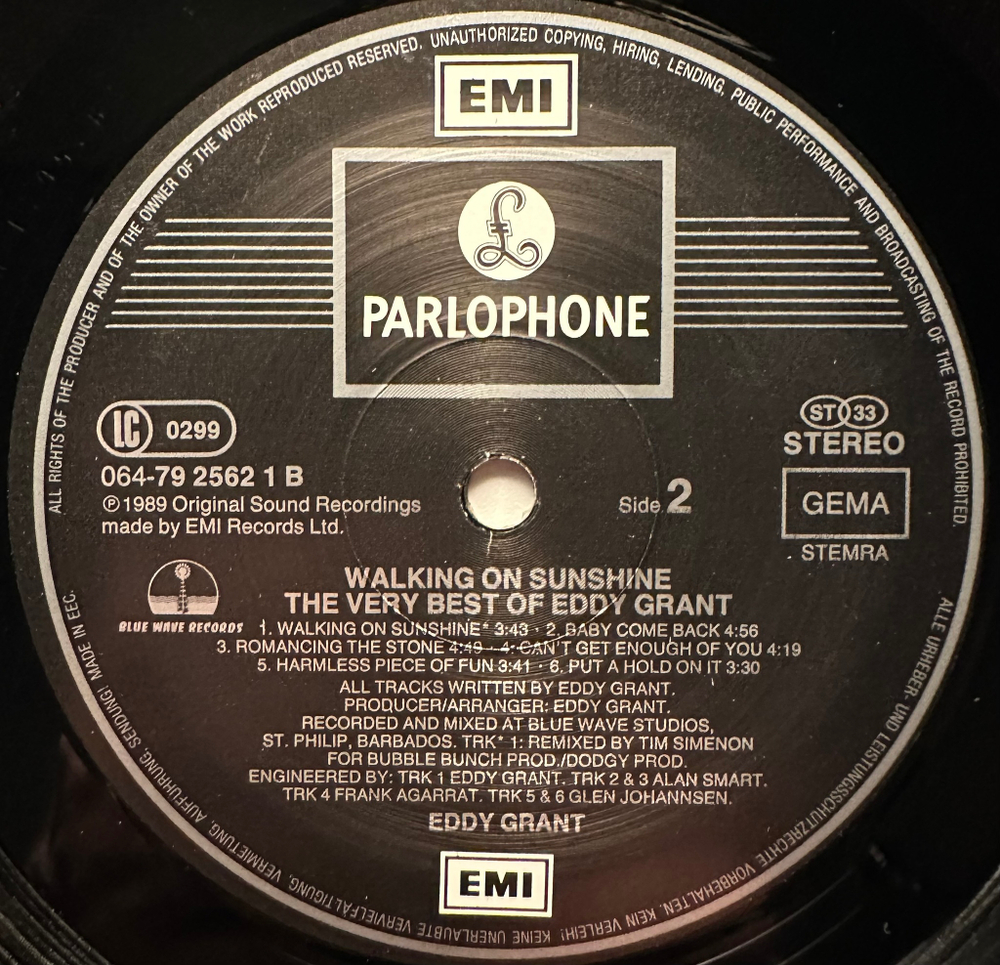 ALL RIGHTS OF THE PRODUCER AND OF THE OWNER OF THE WORK REPRODUCED RESERVED. UNAUTHORIZED COPYING, HIRING, LENDING, PUBLIC PERFORMANCE AND BROADCASTING OF THE RECORD PROHIBITED.
EMI
£
PARLOPHONE
LC 0299
064-79 2562 1 B
℗ 1989 Original Sound Recordings
made by EMI Records Ltd.
ST 33
STEREO
Side 2
GEMA
STEMRA
BLUE WAVE RECORDS
WALKING ON SUNSHINE
THE VERY BEST OF EDDY GRANT
1. WALKING ON SUNSHINE* 3:43 · 2. BABY COME BACK 4:56
3. ROMANCING THE STONE 4:49 · 4. CAN'T GET ENOUGH OF YOU 4:19
5. HARMLESS PIECE OF FUN 3:41 · 6. PUT A HOLD ON IT 3:30
ALL TRACKS WRITTEN BY EDDY GRANT.
PRODUCER/ARRANGER: EDDY GRANT.
RECORDED AND MIXED AT BLUE WAVE STUDIOS,
ST. PHILIP, BARBADOS. TRK* 1: REMIXED BY TIM SIMENON
FOR BUBBLE BUNCH PROD./DODGY PROD.
ENGINEERED BY: TRK 1 EDDY GRANT. TRK 2 & 3 ALAN SMART.
TRK 4 FRANK AGARRAT. TRK 5 & 6 GLEN JOHANNSEN.
EDDY GRANT
EMI
ALLE URHEBER- UND LEISTUNGSSCHUTZRECHTE VORBEHALTEN. KEIN VERLEIH! KEINE UNERLAUBTE VERVIELFÄLTIGUNG, VERMIETUNG, AUFFÜHRUNG, SENDUNG! MADE IN EEC.